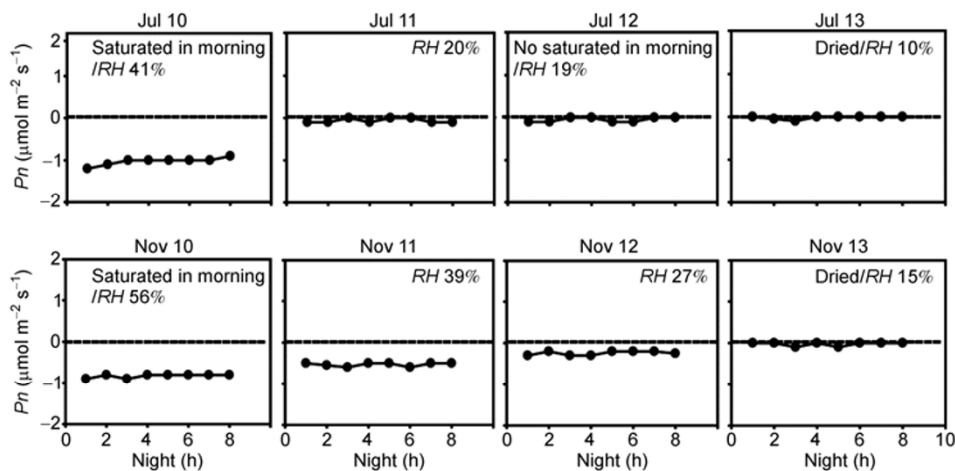 Jul 10
Jul 11
Jul 12
Jul 13
Pn (μmol m⁻² s⁻¹)
2
1
0
−1
−2
Saturated in morning
/RH 41%
RH 20%
No saturated in morning
/RH 19%
Dried/RH 10%
Nov 10
Nov 11
Nov 12
Nov 13
Pn (μmol m⁻² s⁻¹)
2
1
0
−1
−2
Saturated in morning
/RH 56%
RH 39%
RH 27%
Dried/RH 15%
0 2 4 6 8 0 2 4 6 8 0 2 4 6 8 0 2 4 6 8 10
Night (h) Night (h) Night (h) Night (h)